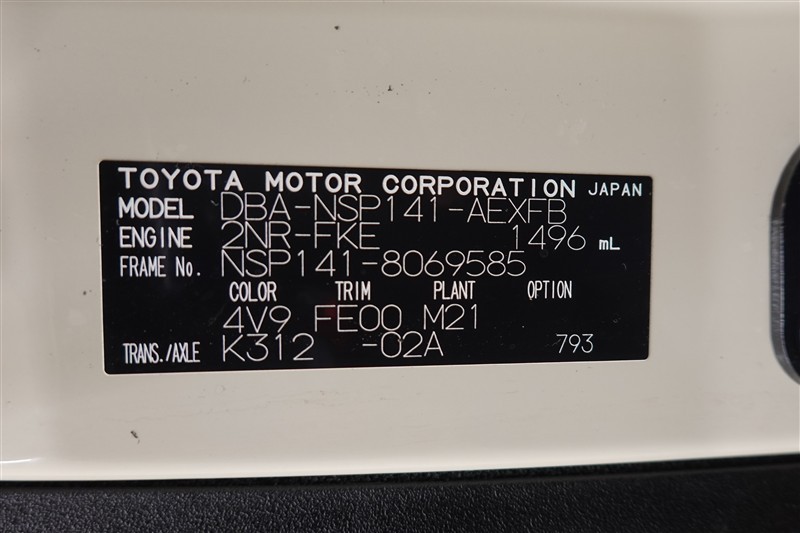 TOYOTA MOTOR CORPORATION JAPAN
MODEL DBA-NSP141-AEXFB
ENGINE 2NR-FKE 1496 mL
FRAME No. NSP141-8069585
COLOR TRIM PLANT OPTION
4V9 FE00 M21
TRANS./AXLE K312 -02A 793